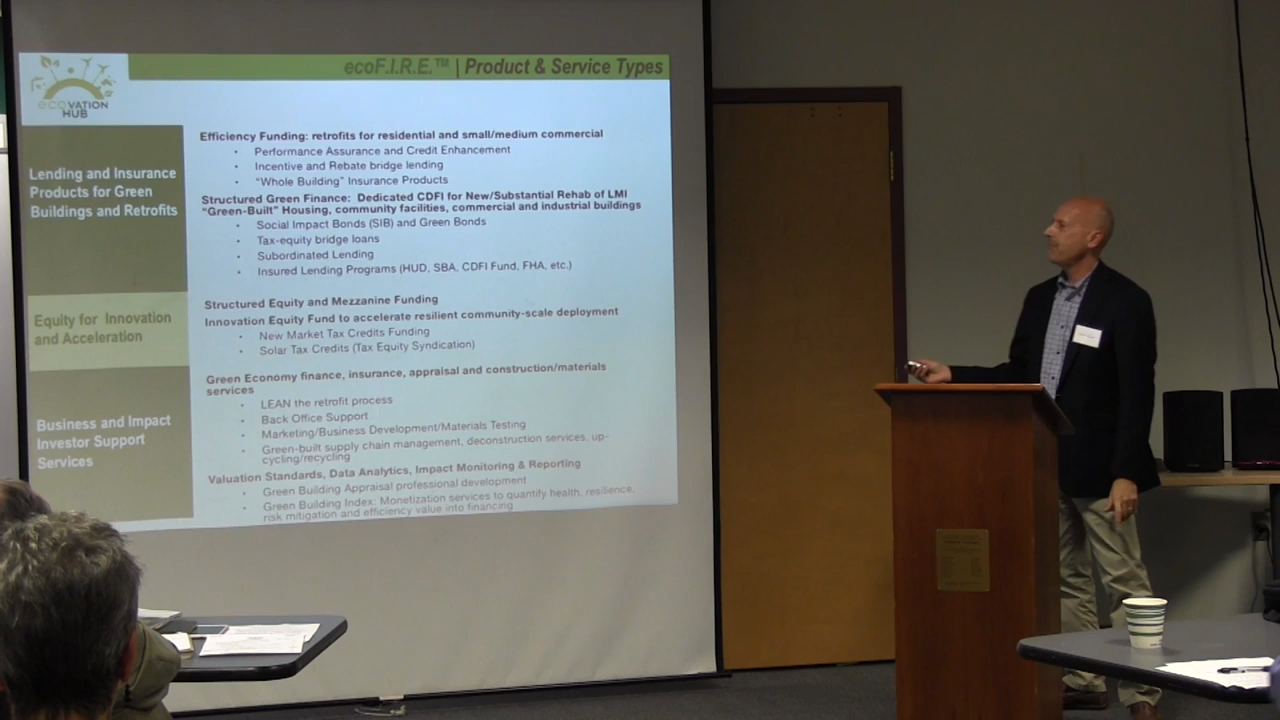 ecoF.I.R.E.™ | Product & Service Types
ecoVATION
HUB
Lending and Insurance
Products for Green
Buildings and Retrofits
Efficiency Funding: retrofits for residential and small/medium commercial
• Performance Assurance and Credit Enhancement
• Incentive and Rebate bridge lending
• “Whole Building” Insurance Products
Structured Green Finance: Dedicated CDFI for New/Substantial Rehab of LMI
“Green-Built” Housing, community facilities, commercial and industrial buildings
• Social Impact Bonds (SIB) and Green Bonds
• Tax-equity bridge loans
• Subordinated Lending
• Insured Lending Programs (HUD, SBA, CDFI Fund, FHA, etc.)
Equity for Innovation
and Acceleration
Structured Equity and Mezzanine Funding
Innovation Equity Fund to accelerate resilient community-scale deployment
• New Market Tax Credits Funding
• Solar Tax Credits (Tax Equity Syndication)
Business and Impact
Investor Support
Services
Green Economy finance, insurance, appraisal and construction/materials
services
• LEAN the retrofit process
• Back Office Support
• Marketing/Business Development/Materials Testing
• Green-built supply chain management, deconstruction services, up-
cycling/recycling
Valuation Standards, Data Analytics, Impact Monitoring & Reporting
• Green Building Appraisal professional development
• Green Building Index: Monetization services to quantify health, resilience,
risk mitigation and efficiency value into financing